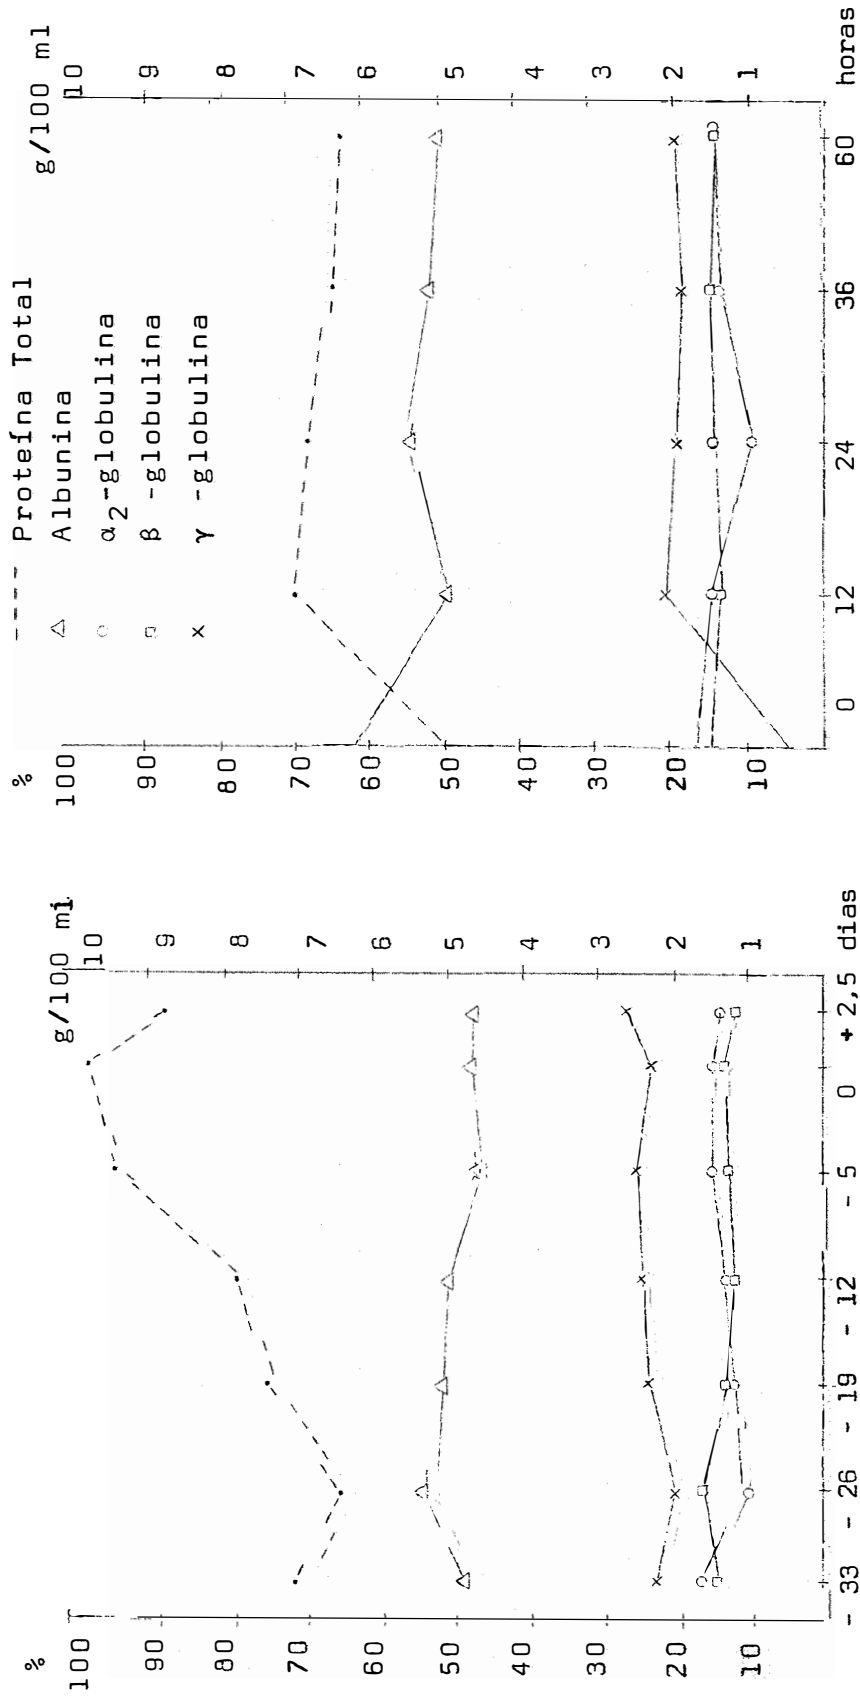 % g/100 ml
100 10
90 9
80 8
70 7
60 6
50 5
40 4
30 3
20 2
10 1
- 33 - 26 - 19 - 12 - 5 0 + 2,5 dias
--- Proteína Total
△ Albunina
○ α2-globulina
□ β -globulina
x γ -globulina
% g/100 ml
100 10
90 9
80 8
70 7
60 6
50 5
40 4
30 3
20 2
10 1
0 12 24 36 60 horas